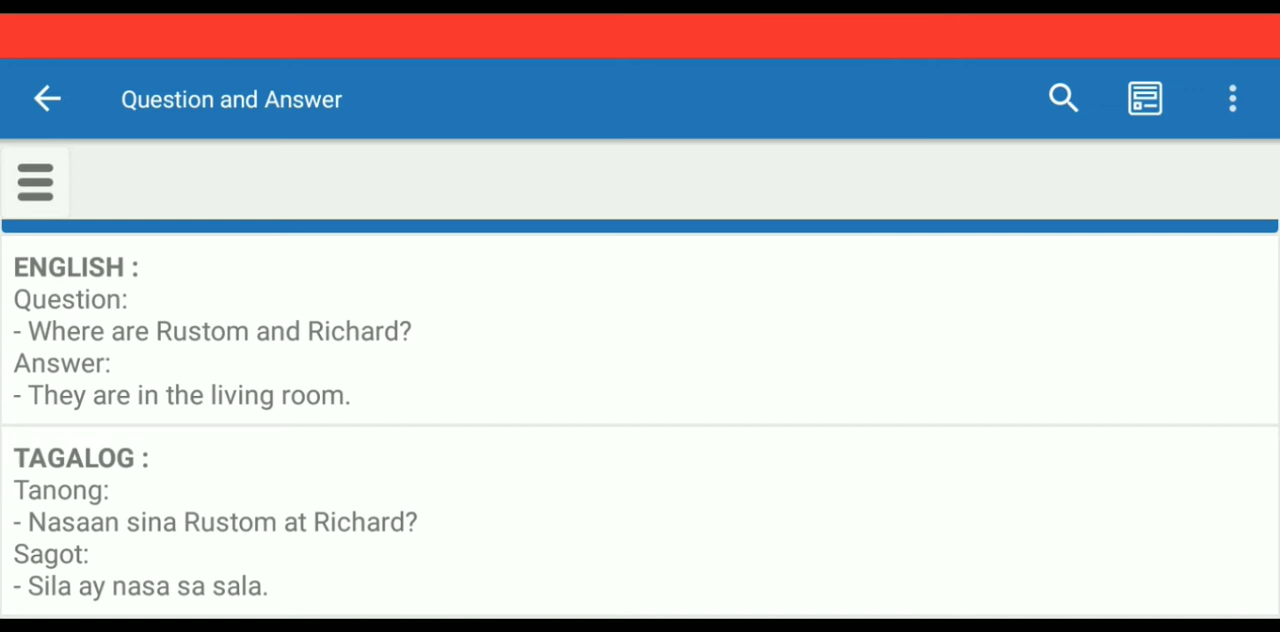 Question and Answer
ENGLISH :
Question:
- Where are Rustom and Richard?
Answer:
- They are in the living room.
TAGALOG :
Tanong:
- Nasaan sina Rustom at Richard?
Sagot:
- Sila ay nasa sa sala.